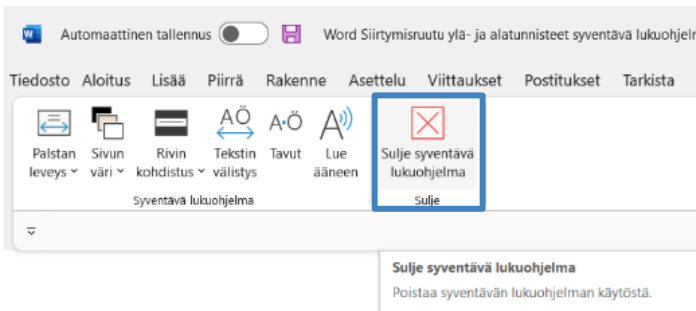 Automaattinen tallennus
Word Siirtymisruutu ylä- ja alatunnisteet syventävä lukuohjelm
Tiedosto Aloitus Lisää Piirrä Rakenne Asettelu Viittaukset Postitukset Tarkista
AÖ A·Ö A
Palstan leveys
Sivun väri
Rivin kohdistus
Tekstin välistys
Tavut
Lue ääneen
Sulje syventävä lukuohjelma
Syventävä lukuohjelma
Sulje
Sulje syventävä lukuohjelma
Poistaa syventävän lukuohjelman käytöstä.